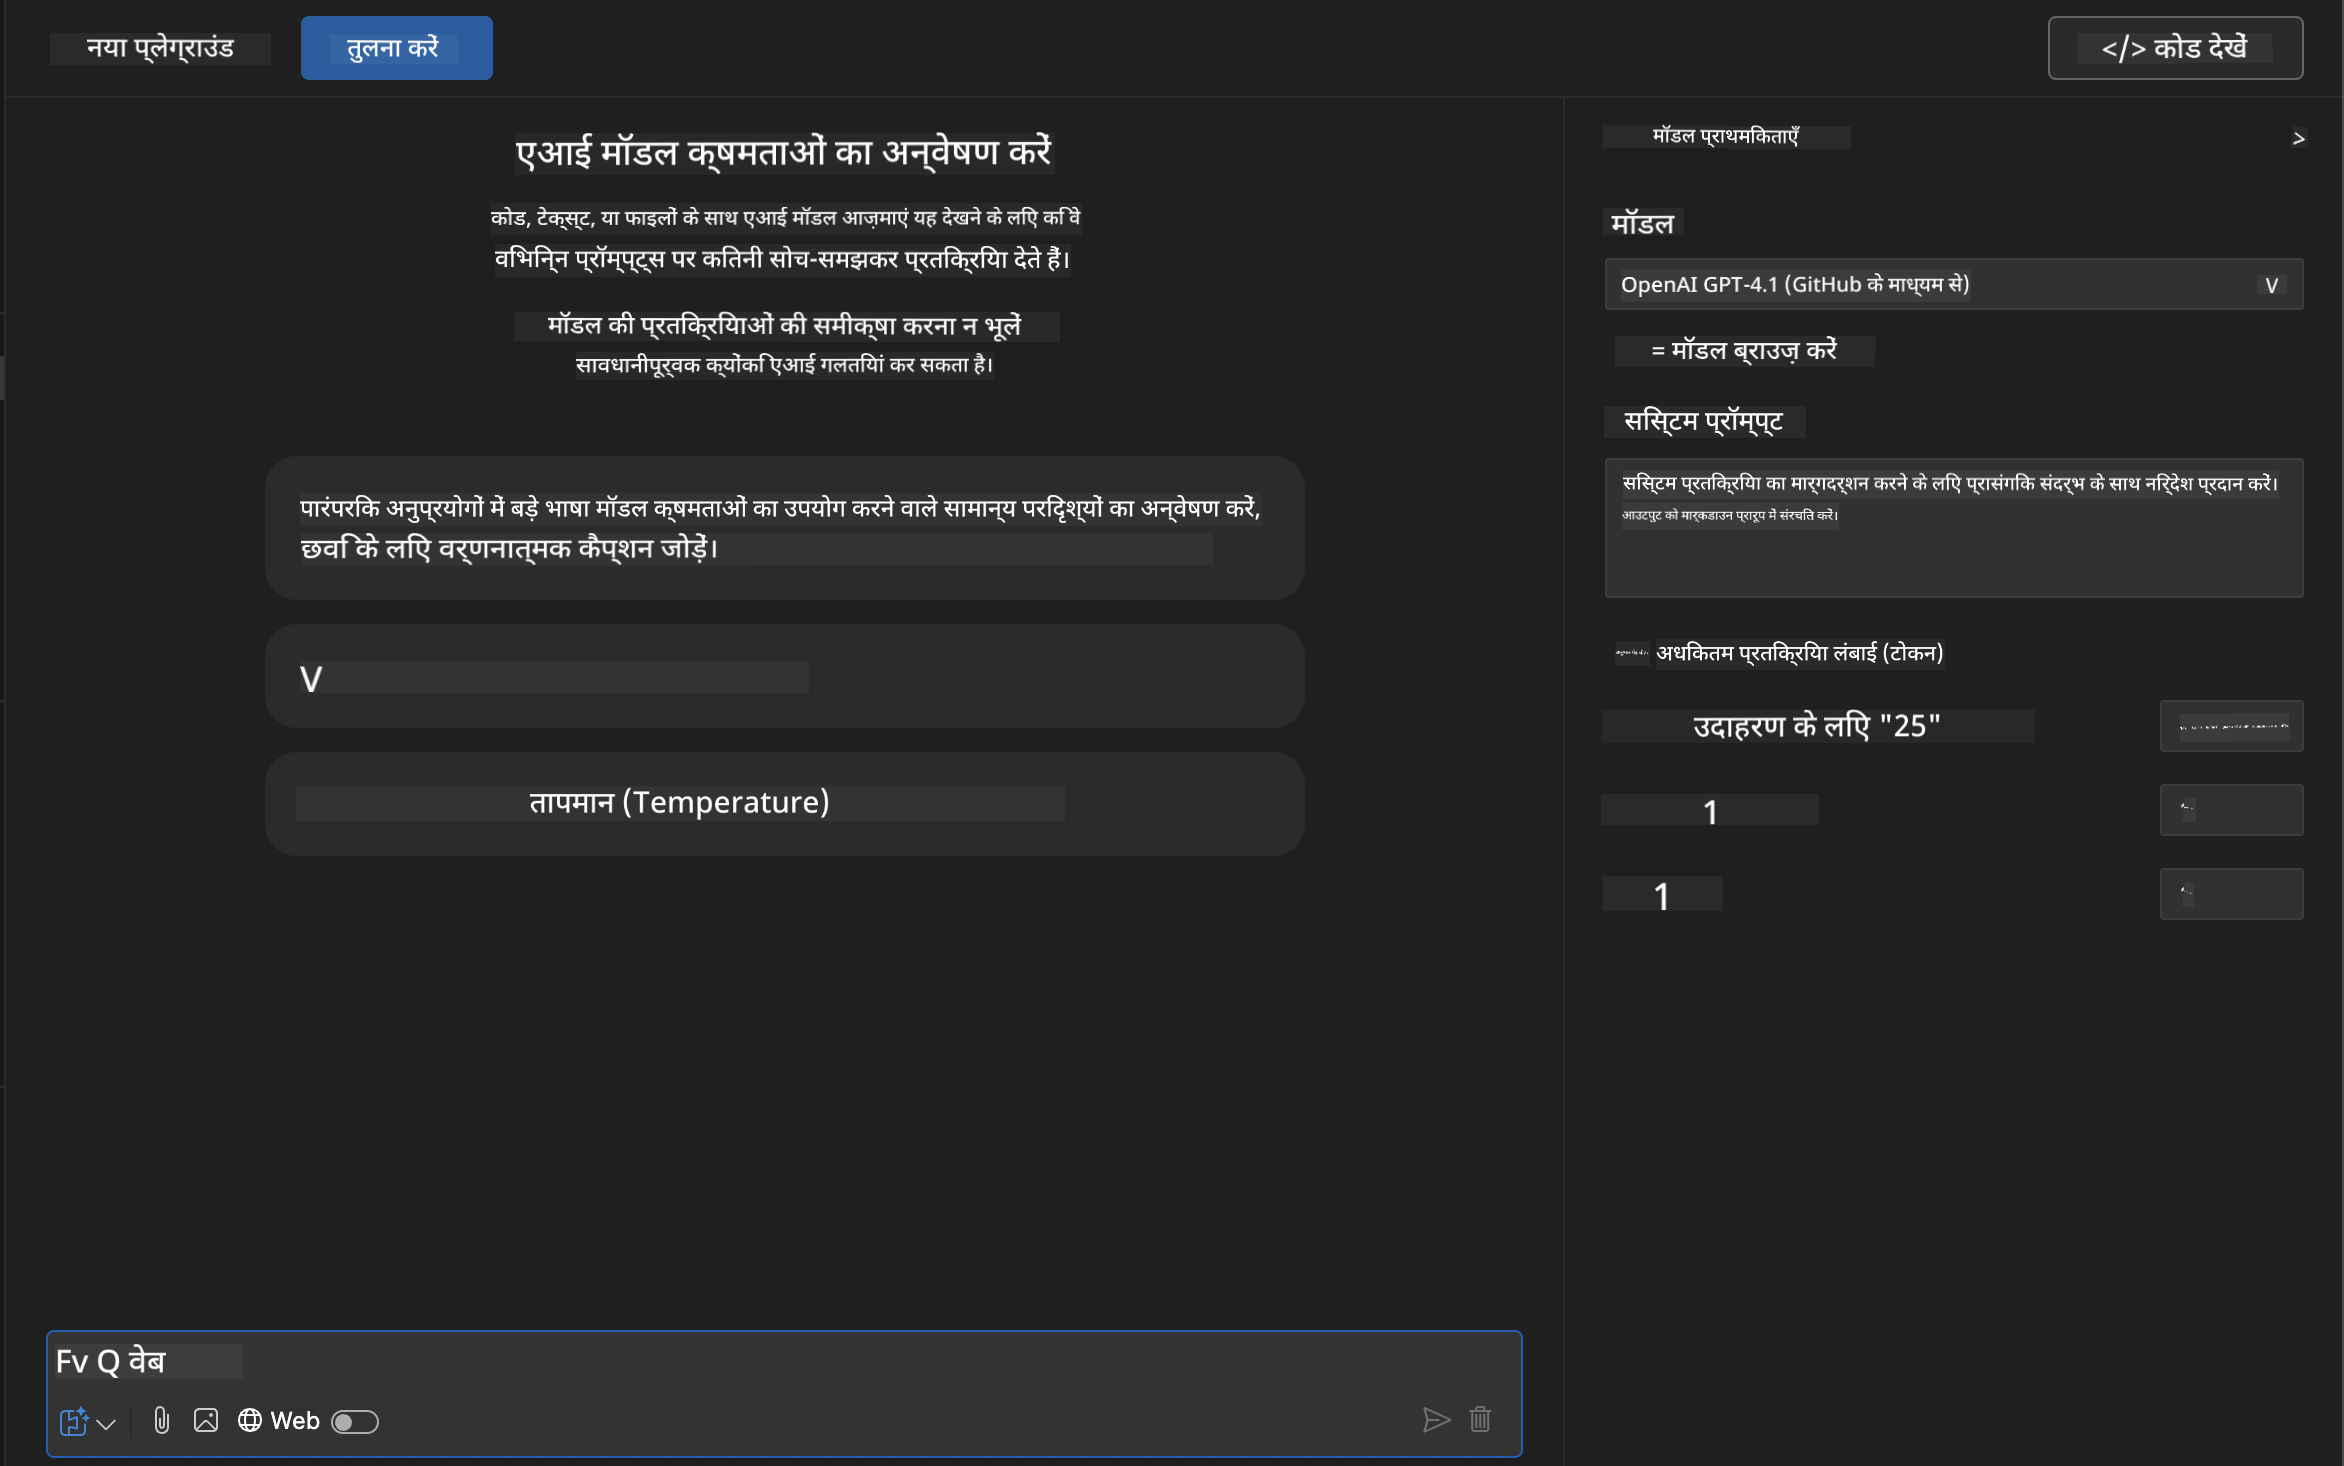 नया प्लेग्राउंड
तुलना करें
</> कोड देखें
एआई मॉडल क्षमताओं का अन्वेषण करें
कोड, टेक्स्ट, या फाइलों के साथ एआई मॉडल आज़माएं यह देखने के लिए कि वे
विभिन्न प्रॉम्प्ट्स पर कितनी सोच-समझकर प्रतिक्रिया देते हैं।
मॉडल की प्रतिक्रियाओं की समीक्षा करना न भूलें
सावधानीपूर्वक क्योंकि एआई गलतियां कर सकता है।
पारंपरिक अनुप्रयोगों में बड़े भाषा मॉडल क्षमताओं का उपयोग करने वाले सामान्य परिदृश्यों का अन्वेषण करें,
छवि के लिए वर्णनात्मक कैप्शन जोड़ें।
V
तापमान (Temperature)
Fv Q वेब
Web
मॉडल प्राथमिकताएँ
>
मॉडल
OpenAI GPT-4.1 (GitHub के माध्यम से)
V
= मॉडल ब्राउज़ करें
सिस्टम प्रॉम्प्ट
सिस्टम प्रतिक्रिया का मार्गदर्शन करने के लिए प्रासंगिक संदर्भ के साथ निर्देश प्रदान करें।
आउटपुट को मार्कडाउन प्रारूप में संरचित करें।
अधिकतम प्रतिक्रिया लंबाई (टोकन)
उदाहरण के लिए "25"
1
1